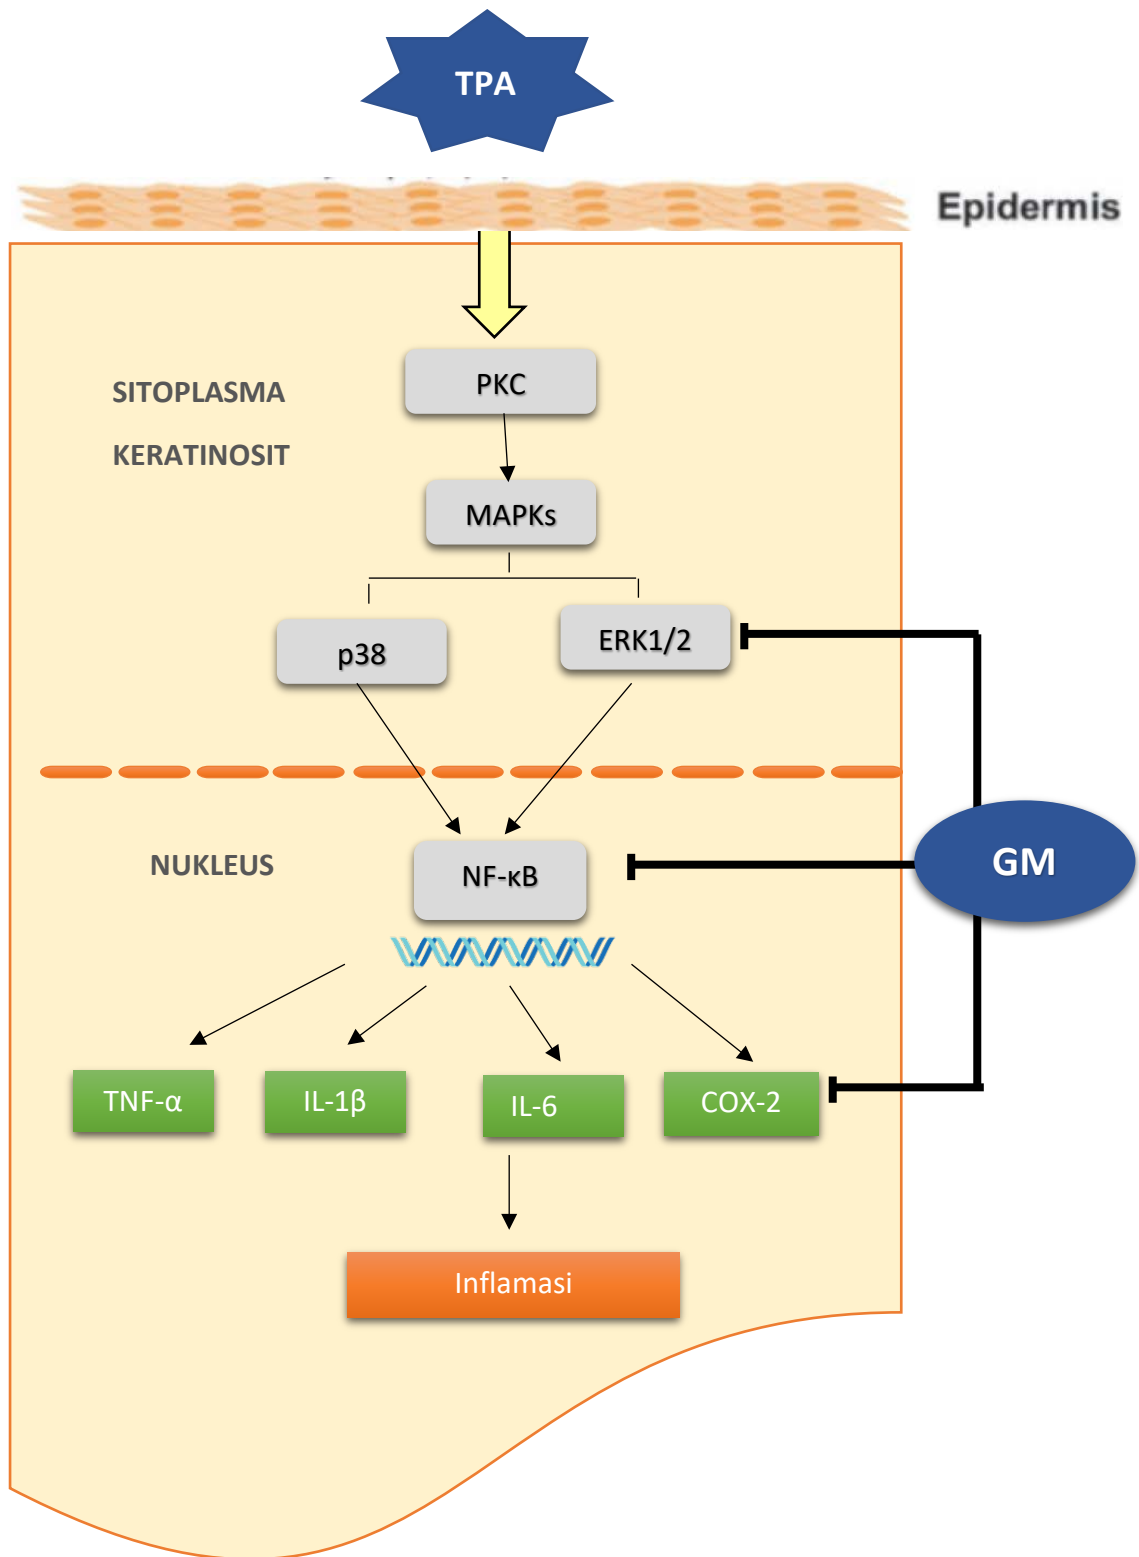 TPA
Epidermis
PKC
SITOPLASMA
KERATINOSIT
MAPKs
p38
ERK1/2
NUKLEUS
NF-κB
GM
TNF-α
IL-1β
IL-6
COX-2
Inflamasi